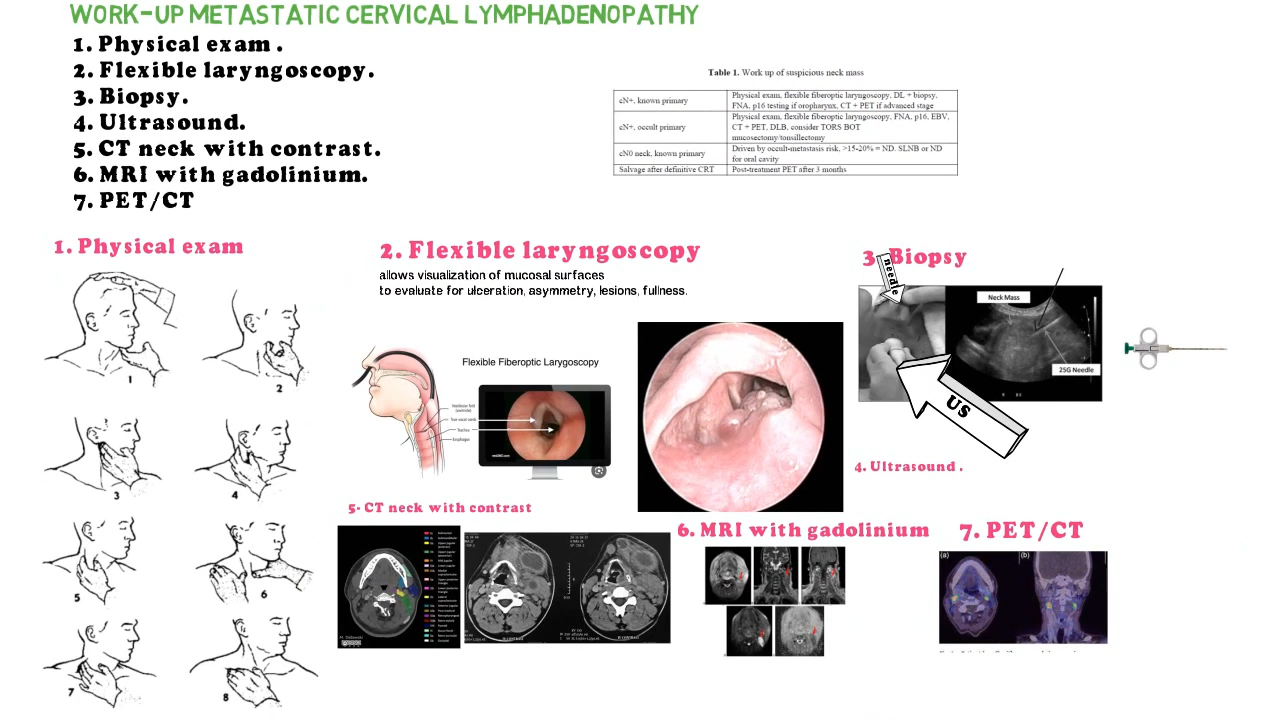 WORK-UP METASTATIC CERVICAL LYMPHADENOPATHY
1. Physical exam .
2. Flexible laryngoscopy.
3. Biopsy.
4. Ultrasound.
5. CT neck with contrast.
6. MRI with gadolinium.
7. PET/CT
Table 1. Work up of suspicious neck mass
cN+, known primary
Physical exam, flexible fiberoptic laryngoscopy, DL + biopsy,
FNA, p16 testing if oropharynx, CT + PET if advanced stage
cN+, occult primary
Physical exam, flexible fiberoptic laryngoscopy, FNA, p16, EBV,
CT + PET, DLB, consider TORS BOT
mucosectomy/tonsillectomy
cN0 neck, known primary
Driven by occult-metastasis risk, >15-20% = ND. SLNB or ND
for oral cavity
Salvage after definitive CRT
Post-treatment PET after 3 months
1. Physical exam
1
2
3
4
5
6
7
8
2. Flexible laryngoscopy
allows visualization of mucosal surfaces
to evaluate for ulceration, asymmetry, lesions, fullness.
Flexible Fiberoptic Larygoscopy
True vocal cords
Trachea
Esophagus
3. Biopsy
needle
Neck Mass
25G Needle
US
4. Ultrasound .
5- CT neck with contrast
6. MRI with gadolinium
7. PET/CT
(a)
(b)